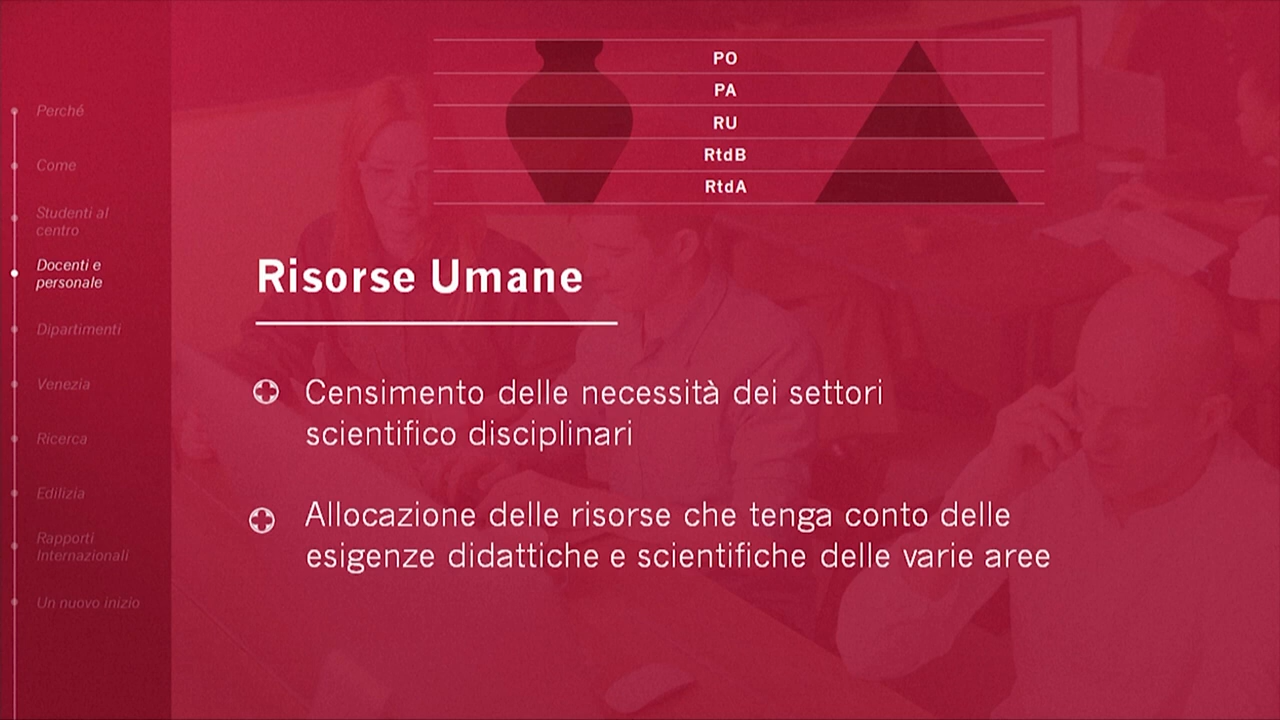 Perché
Come
Studenti al
centro
Docenti e
personale
Dipartimenti
Venezia
Ricerca
Edilizia
Rapporti
Internazionali
Un nuovo inizio
PO
PA
RU
RtdB
RtdA
Risorse Umane
Censimento delle necessità dei settori
scientifico disciplinari
Allocazione delle risorse che tenga conto delle
esigenze didattiche e scientifiche delle varie aree